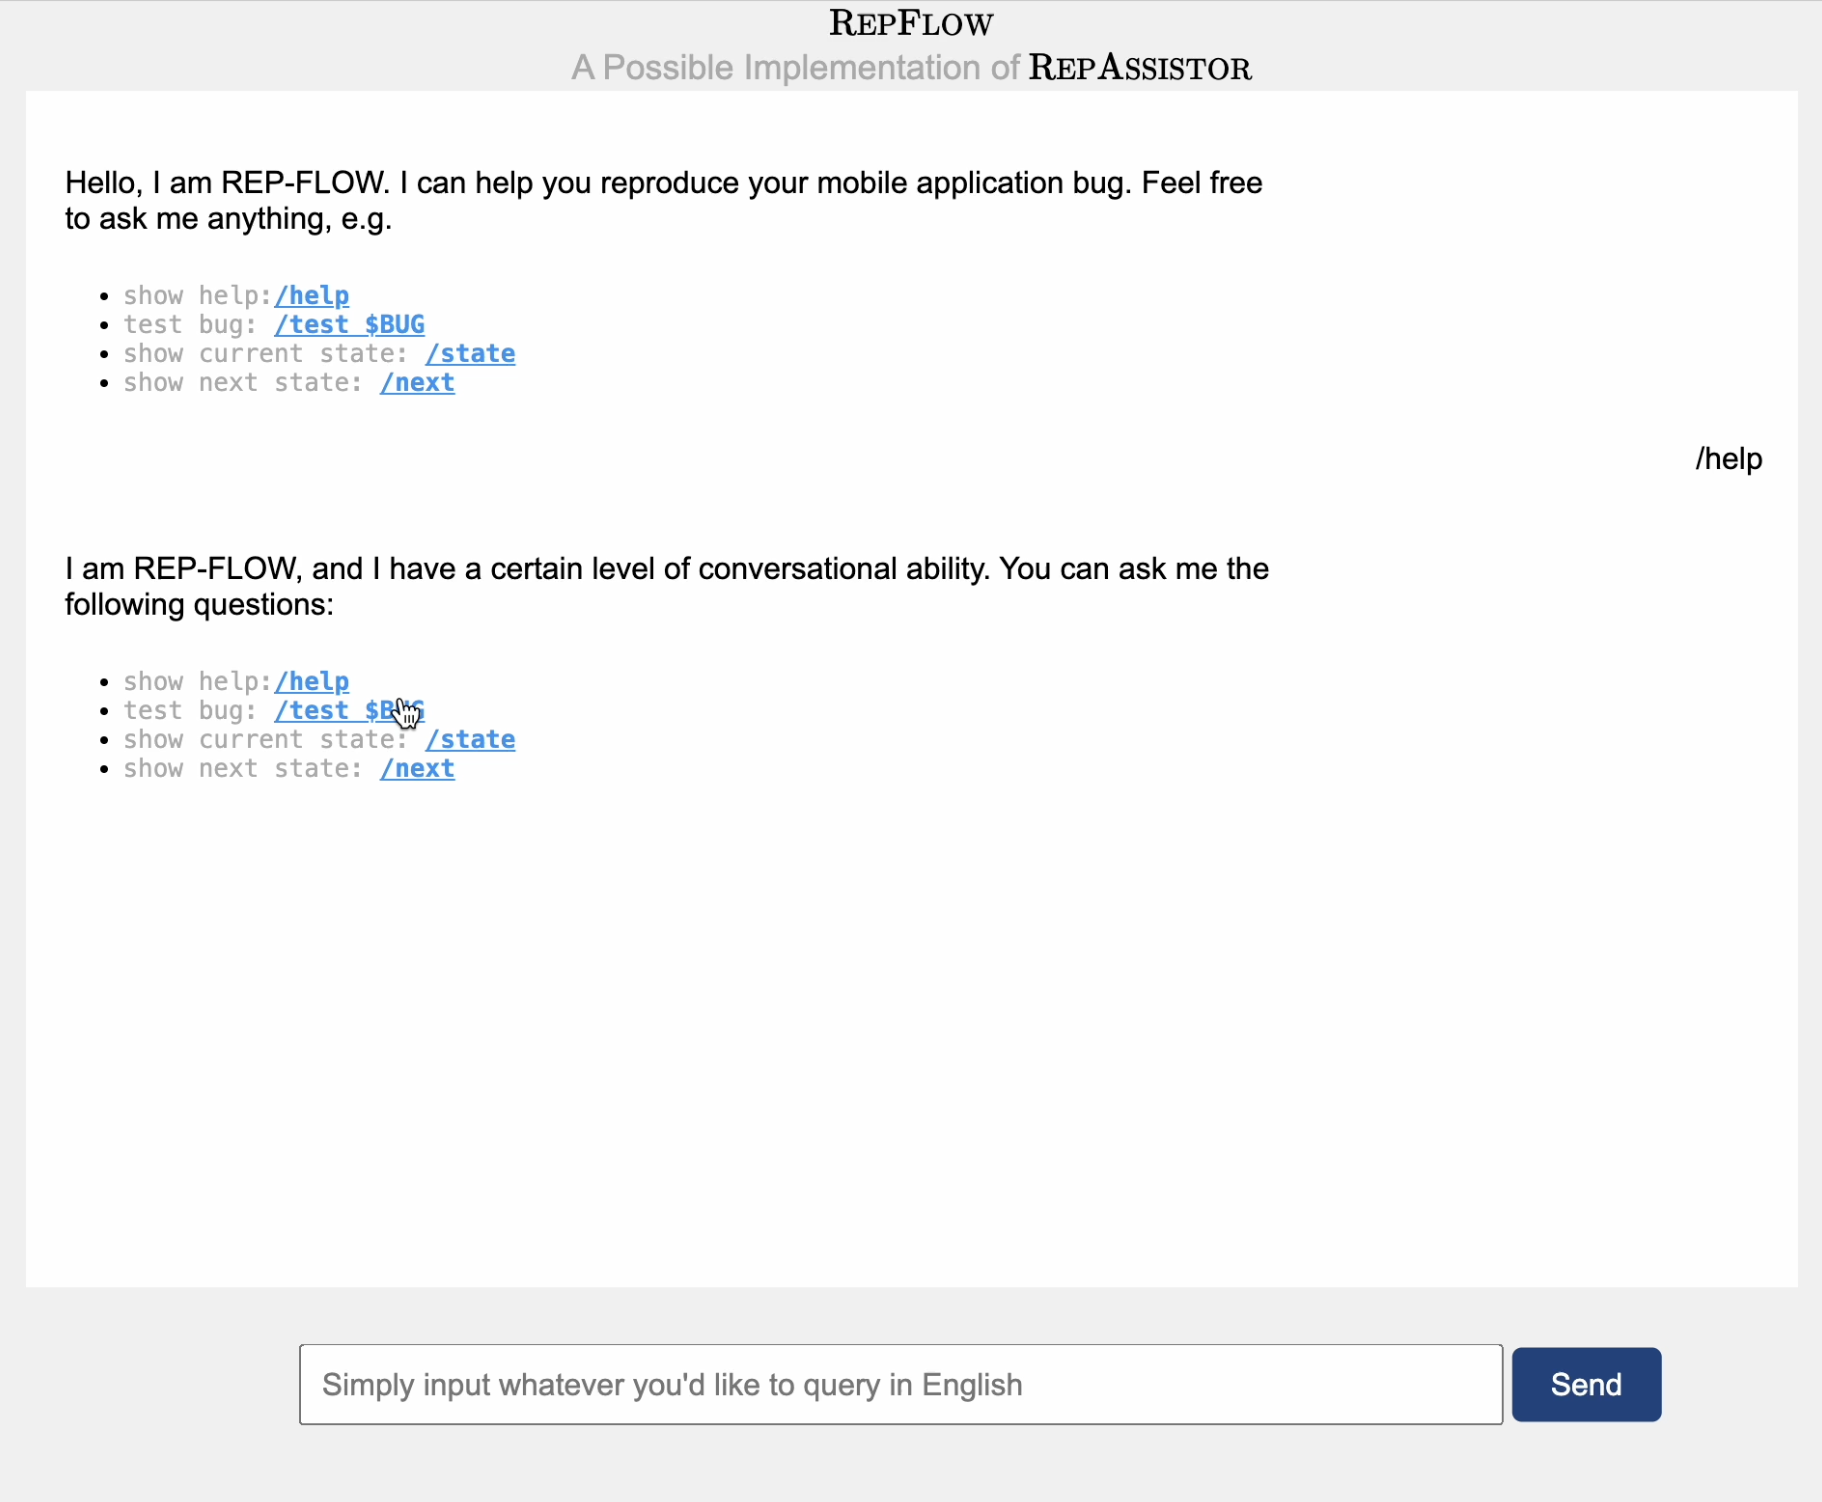 REPFLOW
A Possible Implementation of REPASSISTOR
Hello, I am REP-FLOW. I can help you reproduce your mobile application bug. Feel free
to ask me anything, e.g.
• show help:/help
• test bug: /test $BUG
• show current state: /state
• show next state: /next
/help
I am REP-FLOW, and I have a certain level of conversational ability. You can ask me the
following questions:
• show help:/help
• test bug: /test $BUG
• show current state: /state
• show next state: /next
Simply input whatever you'd like to query in English
Send